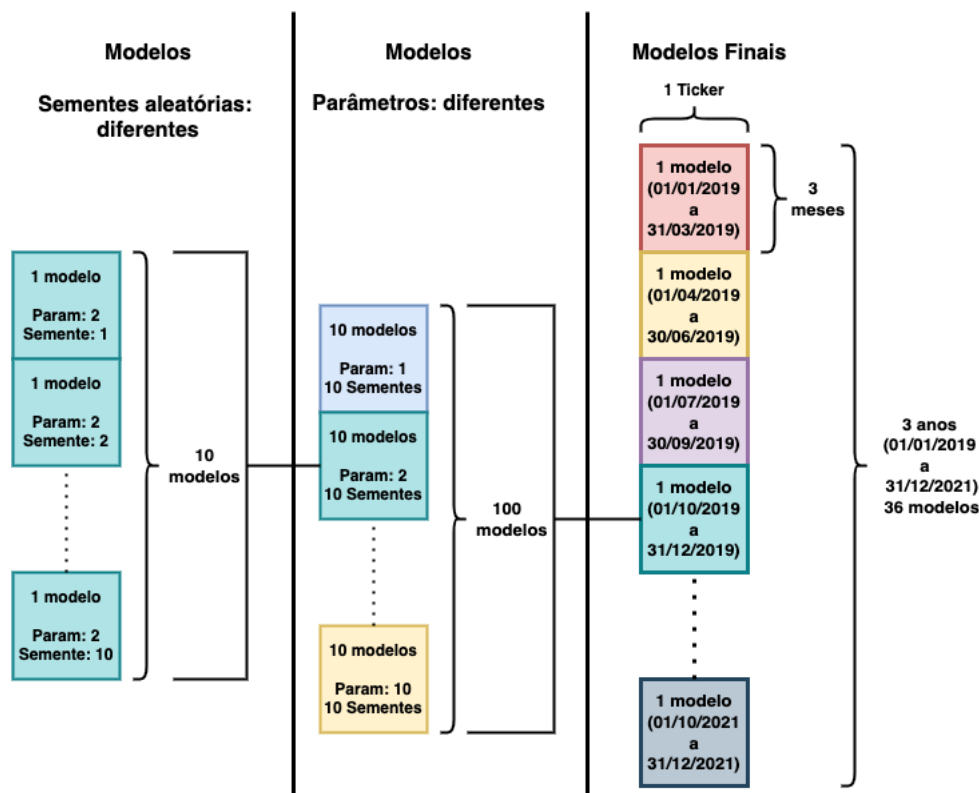 Modelos
Sementes aleatórias:
diferentes
1 modelo
Param: 2
Semente: 1
1 modelo
Param: 2
Semente: 2
1 modelo
Param: 2
Semente: 10
10
modelos
Modelos
Parâmetros: diferentes
10 modelos
Param: 1
10 Sementes
10 modelos
Param: 2
10 Sementes
10 modelos
Param: 10
10 Sementes
100
modelos
Modelos Finais
1 Ticker
1 modelo
(01/01/2019
a
31/03/2019)
3
meses
1 modelo
(01/04/2019
a
30/06/2019)
1 modelo
(01/07/2019
a
30/09/2019)
1 modelo
(01/10/2019
a
31/12/2019)
1 modelo
(01/10/2021
a
31/12/2021)
3 anos
(01/01/2019
a
31/12/2021)
36 modelos